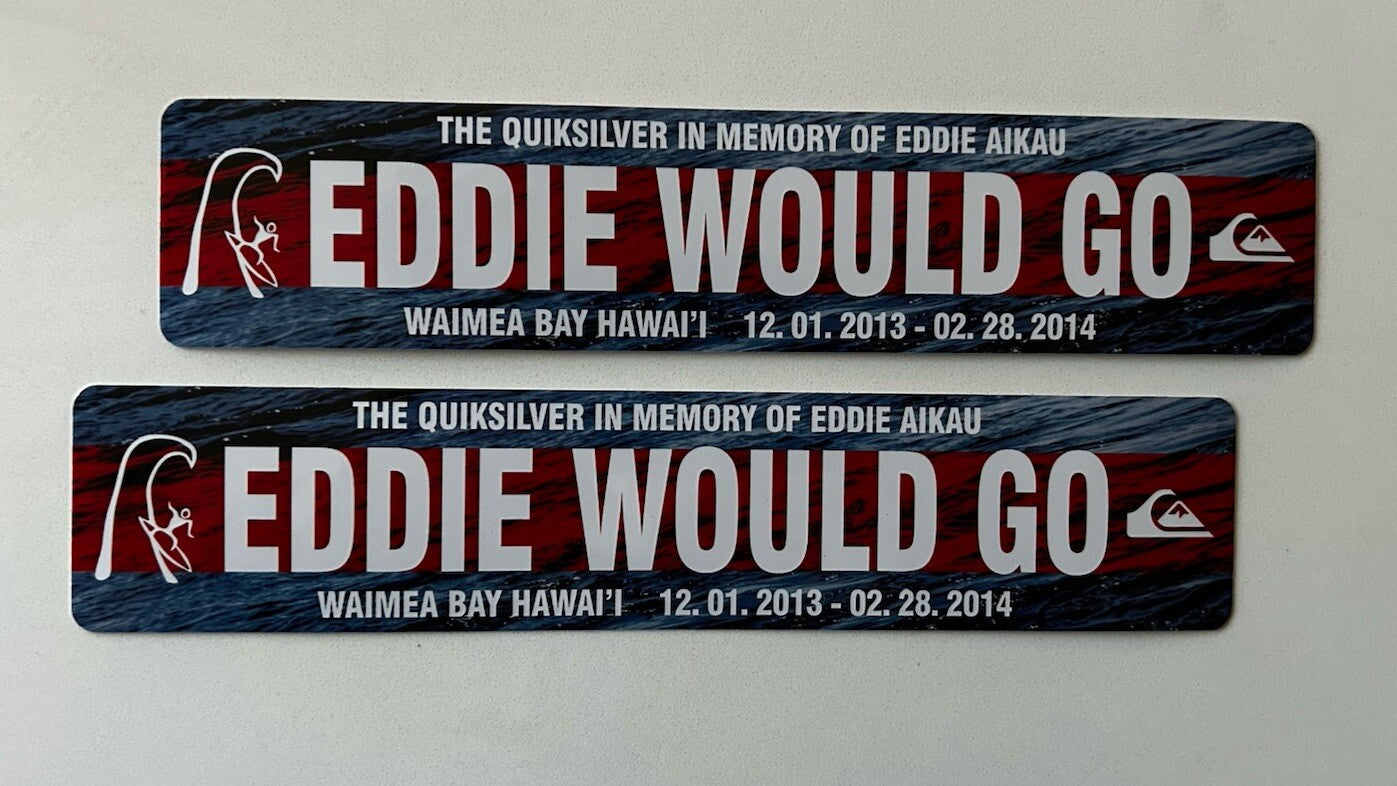 THE QUIKSILVER IN MEMORY OF EDDIE AIKAU
EDDIE WOULD GO
WAIMEA BAY HAWAI'I 12. 01. 2013 - 02. 28. 2014
THE QUIKSILVER IN MEMORY OF EDDIE AIKAU
EDDIE WOULD GO
WAIMEA BAY HAWAI'I 12. 01. 2013 - 02. 28. 2014